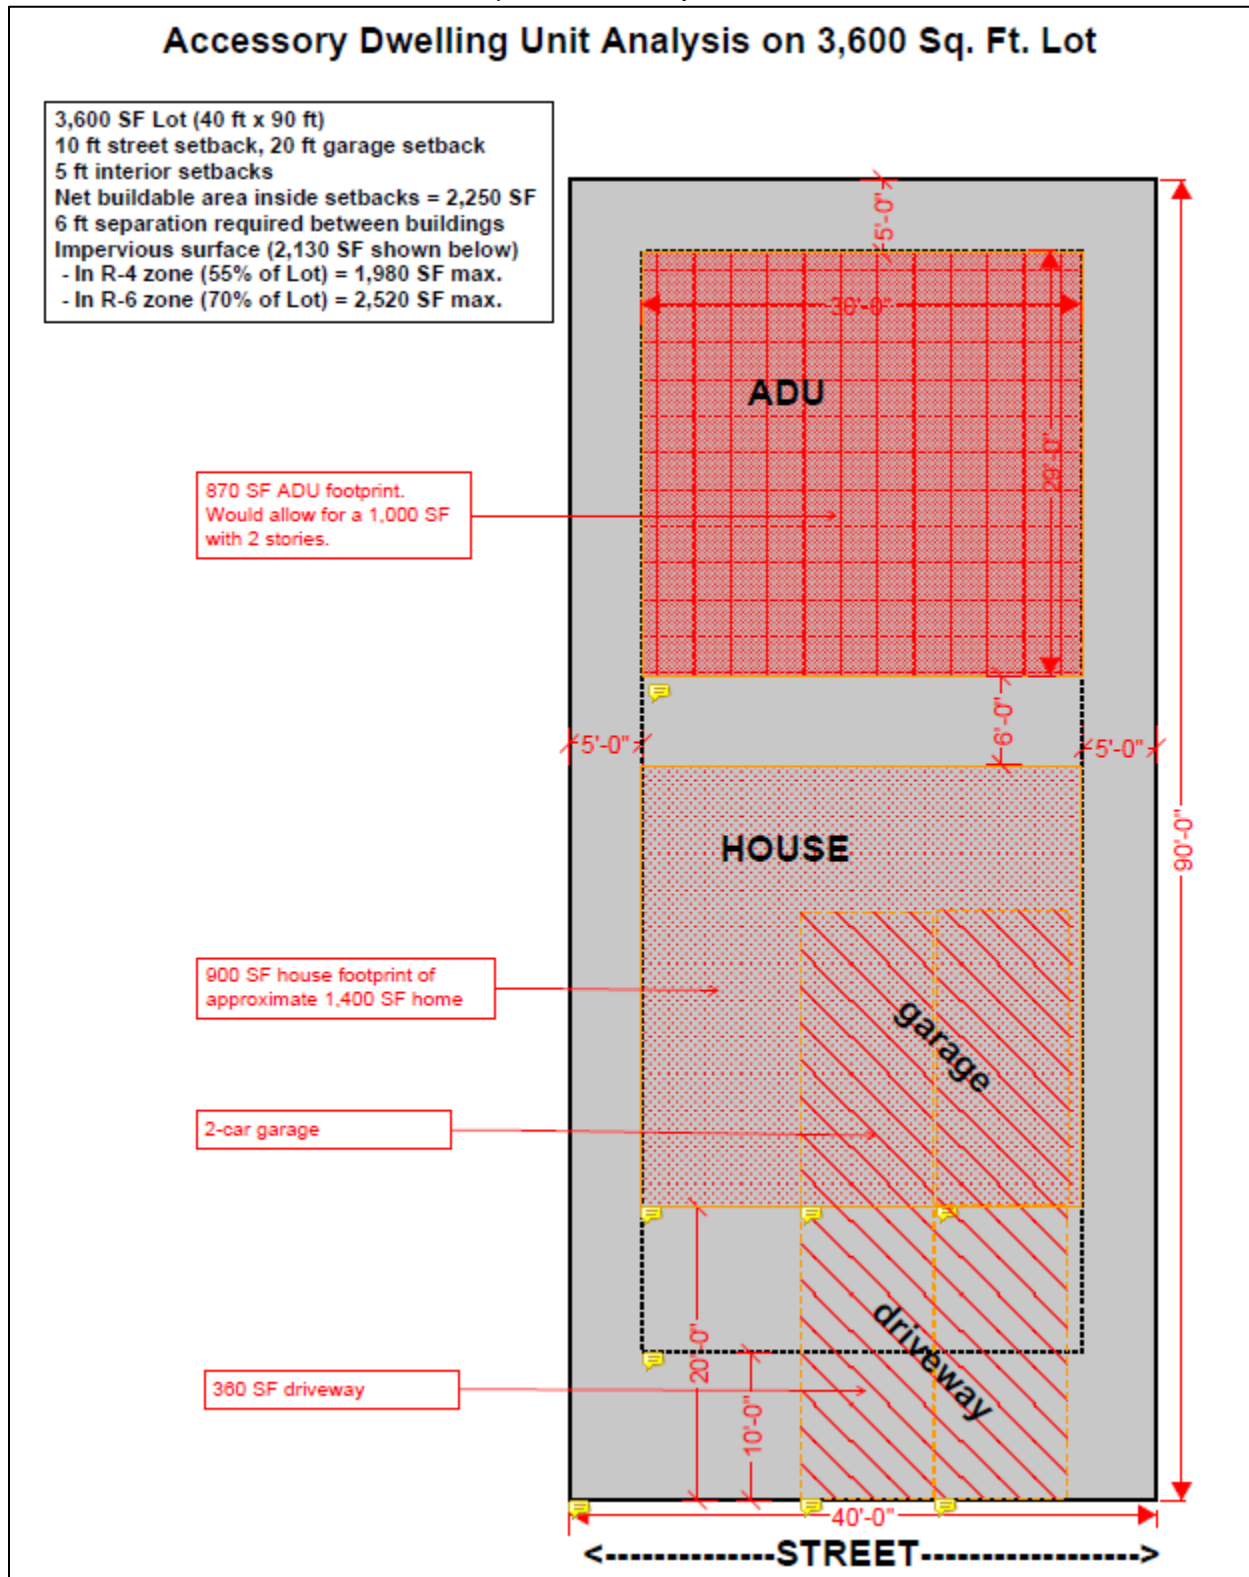 Accessory Dwelling Unit Analysis on 3,600 Sq. Ft. Lot
3,600 SF Lot (40 ft x 90 ft)
10 ft street setback, 20 ft garage setback
5 ft interior setbacks
Net buildable area inside setbacks = 2,250 SF
6 ft separation required between buildings
Impervious surface (2,130 SF shown below)
- In R-4 zone (55% of Lot) = 1,980 SF max.
- In R-6 zone (70% of Lot) = 2,520 SF max.
5'-0"
30'-0"
ADU
29'-0"
870 SF ADU footprint.
Would allow for a 1,000 SF
with 2 stories.
6'-0"
5'-0"
5'-0"
90'-0"
HOUSE
900 SF house footprint of
approximate 1,400 SF home
garage
2-car garage
20'-0"
driveway
360 SF driveway
10'-0"
40'-0"
<--------------STREET------------------>